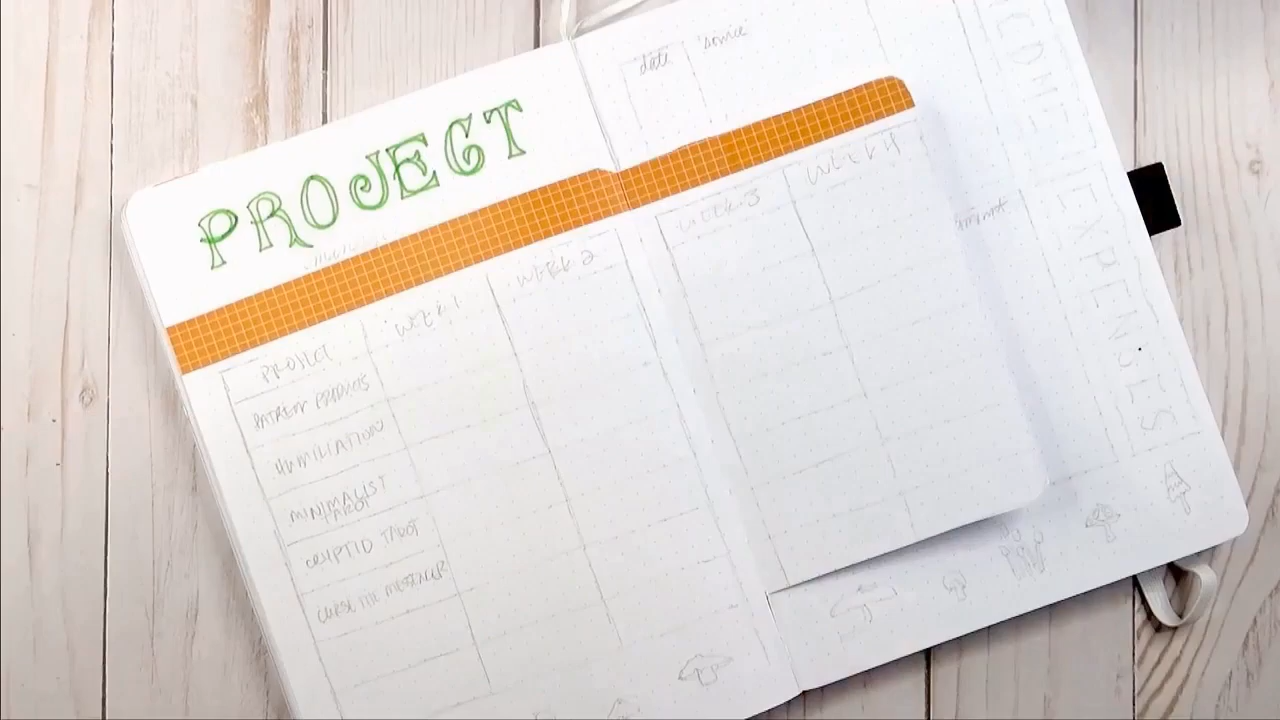 PROJECT
PROJECT
WEEK 1
WEEK 2
WEEK 3
WEEK 4
PATREON PRODUCTS
HUMILIATION
MINIMALIST
TAROT
CRYPTID TAROT
CURSE THE MESSENGER
date
source
amount
EXPENSES